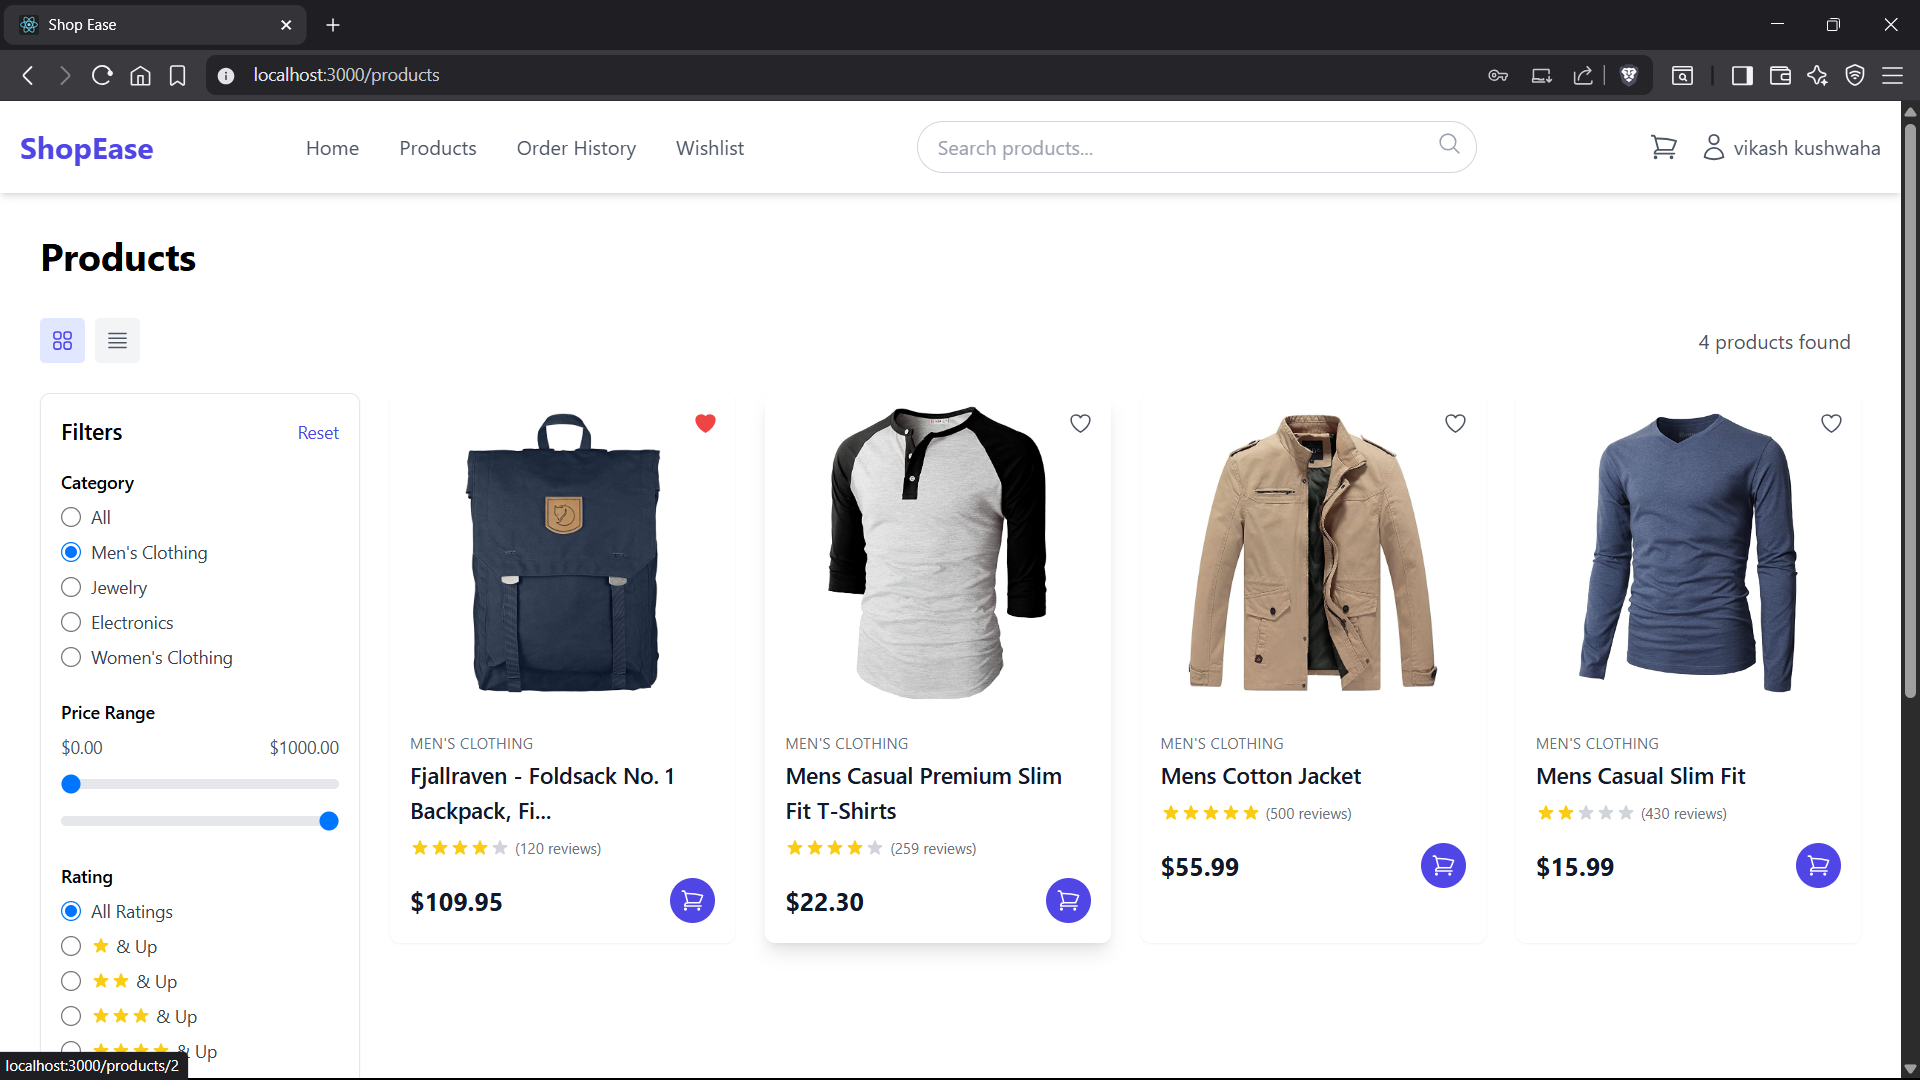 Shop Ease
localhost:3000/products
ShopEase
Home
Products
Order History
Wishlist
Search products...
vikash kushwaha
Products
4 products found
Filters
Reset
Category
All
Men's Clothing
Jewelry
Electronics
Women's Clothing
Price Range
$0.00
$1000.00
Rating
All Ratings
& Up
& Up
& Up
& Up
MEN'S CLOTHING
Fjallraven - Foldsack No. 1
Backpack, Fi...
(120 reviews)
$109.95
MEN'S CLOTHING
Mens Casual Premium Slim
Fit T-Shirts
(259 reviews)
$22.30
MEN'S CLOTHING
Mens Cotton Jacket
(500 reviews)
$55.99
MEN'S CLOTHING
Mens Casual Slim Fit
(430 reviews)
$15.99
localhost:3000/products/2